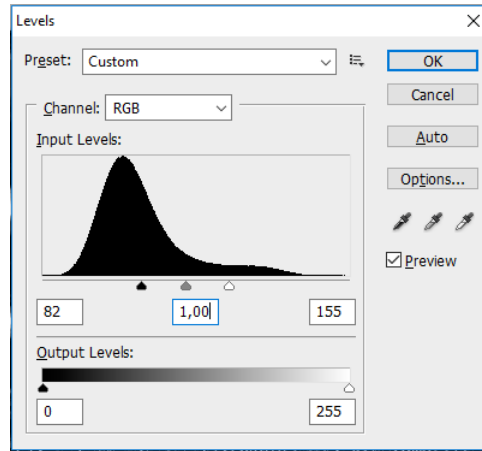 Levels
Preset: Custom
OK
Cancel
Channel: RGB
Auto
Input Levels:
Options...
Preview
82 1,00 155
Output Levels:
0 255